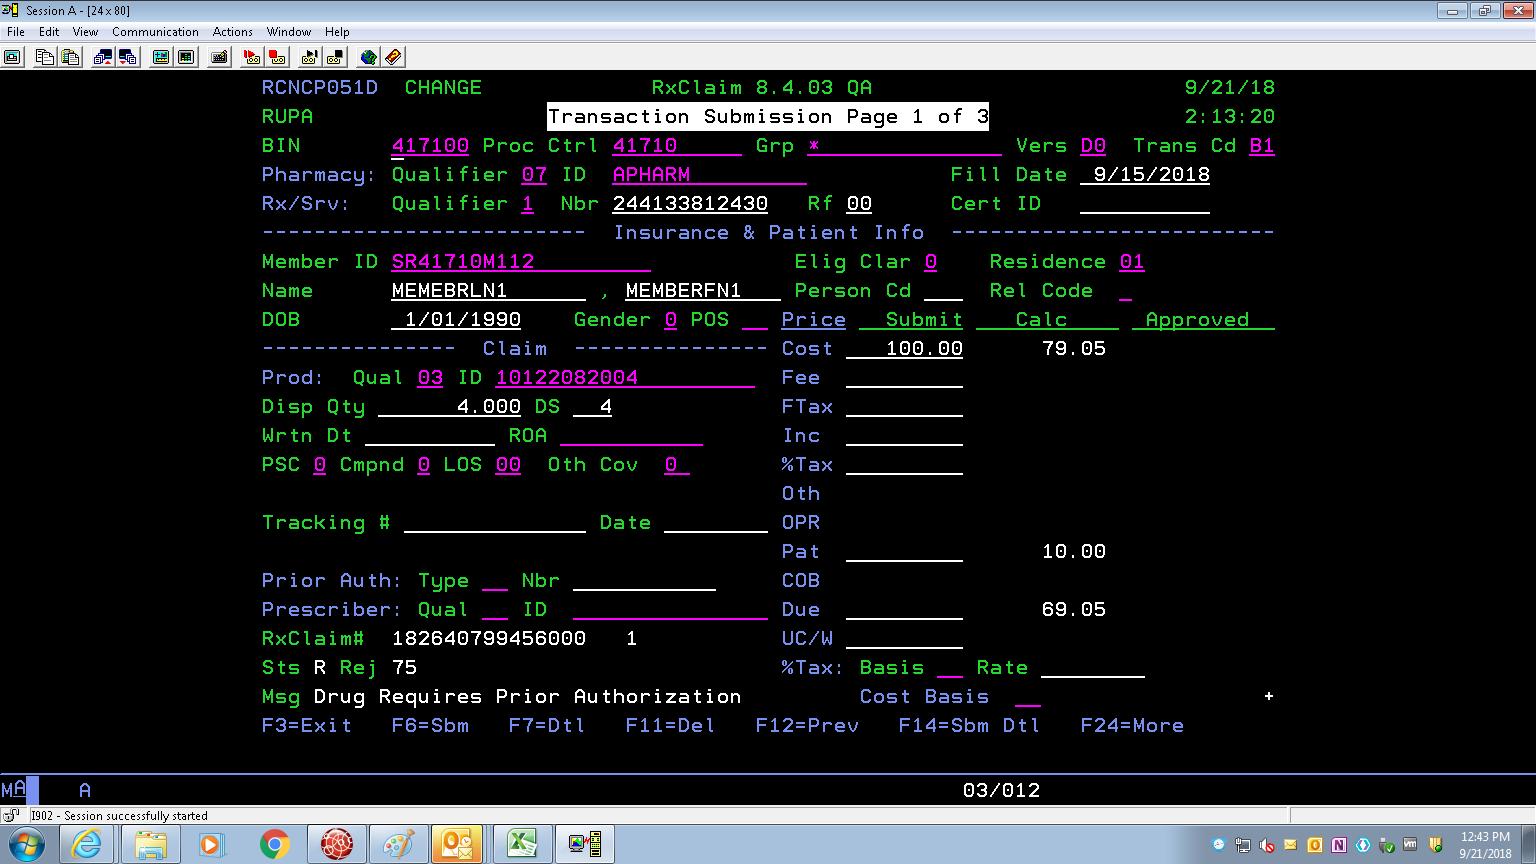 Session A - [24 x 80]
File Edit View Communication Actions Window Help
RCNCP051D CHANGE RxClaim 8.4.03 QA 9/21/18
RUPA Transaction Submission Page 1 of 3 2:13:20
BIN 417100 Proc Ctrl 41710 Grp * Vers D0 Trans Cd B1
Pharmacy: Qualifier 07 ID APHARM Fill Date 9/15/2018
Rx/Srv: Qualifier 1 Nbr 244133812430 Rf 00 Cert ID
------------------------- Insurance & Patient Info -------------------------
Member ID SR41710M112 Elig Clar 0 Residence 01
Name MEMEBRLN1 , MEMBERFN1 Person Cd Rel Code
DOB 1/01/1990 Gender 0 POS Price Submit Calc Approved
--------------- Claim --------------- Cost 100.00 79.05
Prod: Qual 03 ID 10122082004 Fee
Disp Qty 4.000 DS 4 FTax
Wrtn Dt ROA Inc
PSC 0 Cmpnd 0 LOS 00 Oth Cov 0 %Tax
Oth
Tracking # Date OPR
Pat 10.00
Prior Auth: Type Nbr COB
Prescriber: Qual ID Due 69.05
RxClaim# 182640799456000 1 UC/W
Sts R Rej 75 %Tax: Basis Rate
Msg Drug Requires Prior Authorization Cost Basis +
F3=Exit F6=Sbm F7=Dtl F11=Del F12=Prev F14=Sbm Dtl F24=More
MA A 03/012
I902 - Session successfully started
12:43 PM
9/21/2018